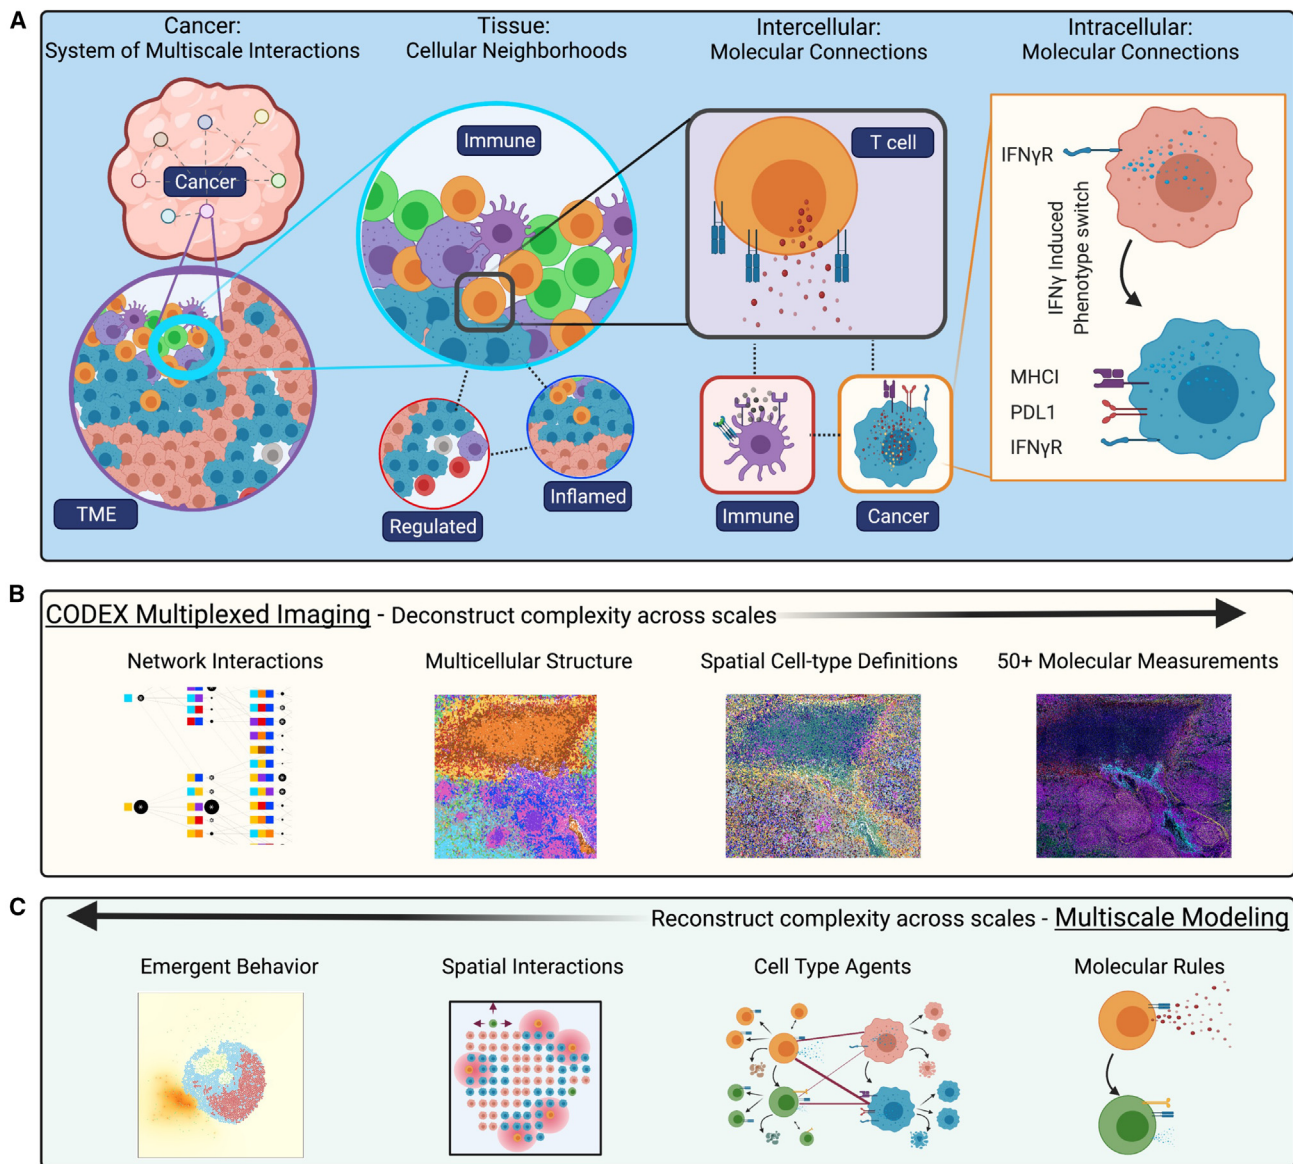 A
Cancer:
System of Multiscale Interactions
Tissue:
Cellular Neighborhoods
Intercellular:
Molecular Connections
Intracellular:
Molecular Connections
Cancer
TME
Immune
Regulated
Inflamed
T cell
Immune
Cancer
IFNγR
IFNγ Induced
Phenotype switch
MHCI
PDL1
IFNγR
B
CODEX Multiplexed Imaging - Deconstruct complexity across scales
Network Interactions
Multicellular Structure
Spatial Cell-type Definitions
50+ Molecular Measurements
C
Reconstruct complexity across scales - Multiscale Modeling
Emergent Behavior
Spatial Interactions
Cell Type Agents
Molecular Rules